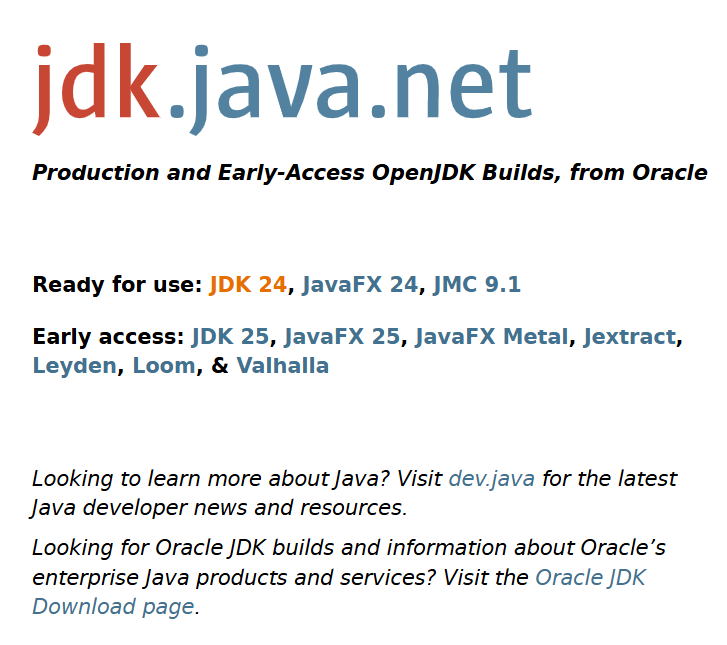 jdk.java.net
Production and Early-Access OpenJDK Builds, from Oracle
Ready for use: JDK 24, JavaFX 24, JMC 9.1
Early access: JDK 25, JavaFX 25, JavaFX Metal, Jextract,
Leyden, Loom, & Valhalla
Looking to learn more about Java? Visit dev.java for the latest
Java developer news and resources.
Looking for Oracle JDK builds and information about Oracle’s
enterprise Java products and services? Visit the Oracle JDK
Download page.